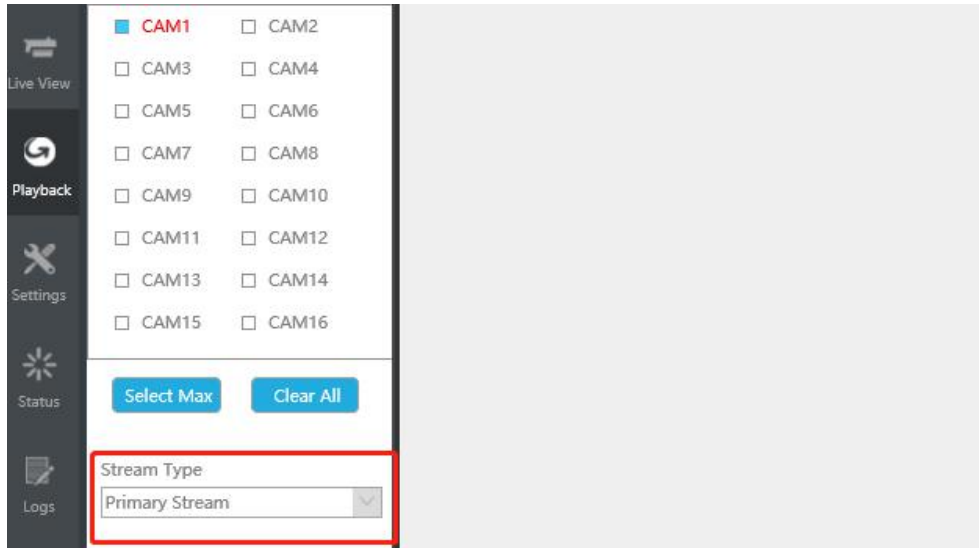 Live View
Playback
Settings
Status
Logs
CAM1 CAM2
CAM3 CAM4
CAM5 CAM6
CAM7 CAM8
CAM9 CAM10
CAM11 CAM12
CAM13 CAM14
CAM15 CAM16
Select Max Clear All
Stream Type
Primary Stream